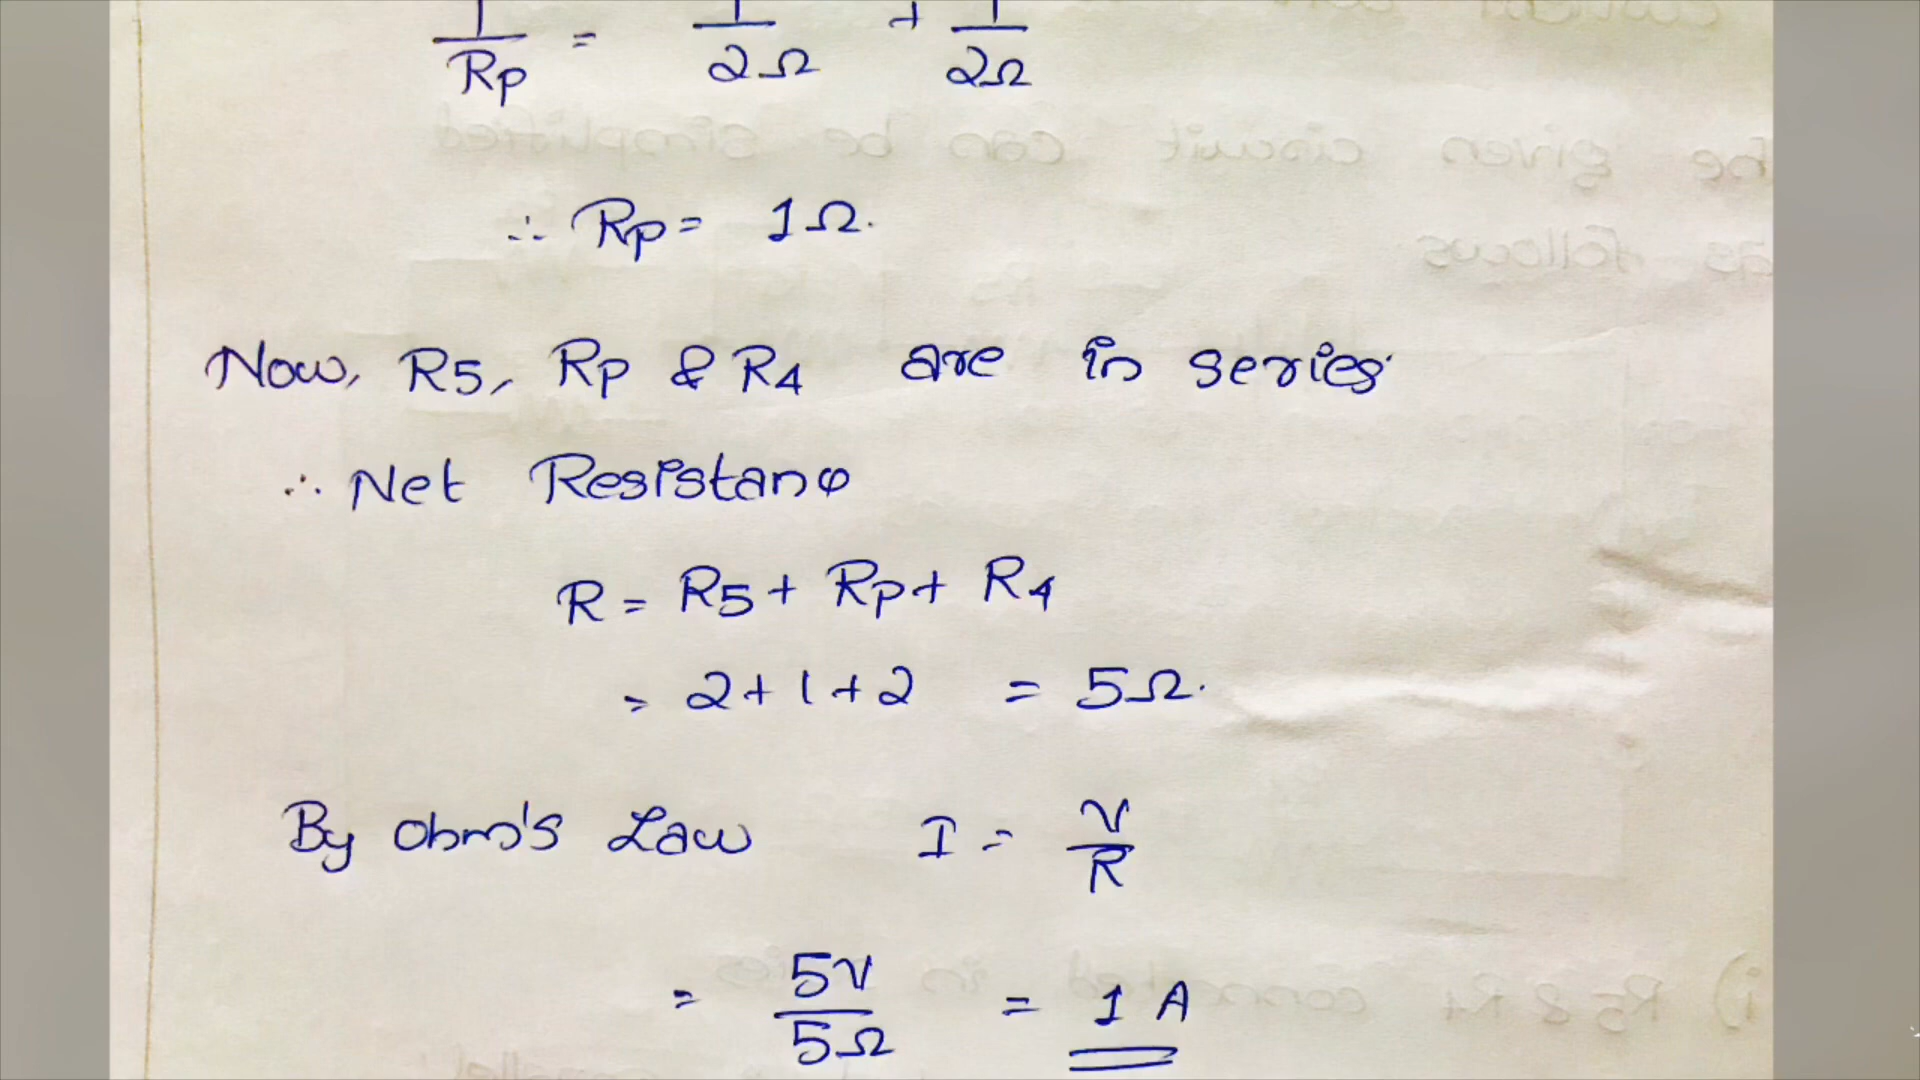 1/Rp = 1/2Ω + 1/2Ω
∴ Rp = 1Ω.
Now, R5, Rp & R4 are in series
∴ Net Resistance
R = R5 + Rp + R4
= 2+1+2 = 5Ω.
By Ohm's Law I = V/R
= 5V/5Ω = 1 A